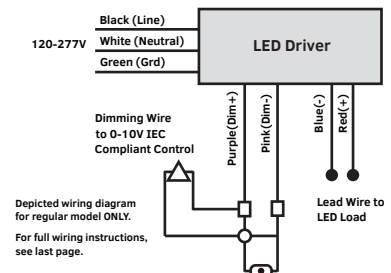 Black (Line)
120-277V
White (Neutral)
Green (Grd)
LED Driver
Purple(Dim+)
Pink(Dim-)
Blue(-)
Red(+)
Dimming Wire
to 0-10V IEC
Compliant Control
Depicted wiring diagram
for regular model ONLY.
For full wiring instructions,
see last page.
Lead Wire to
LED Load